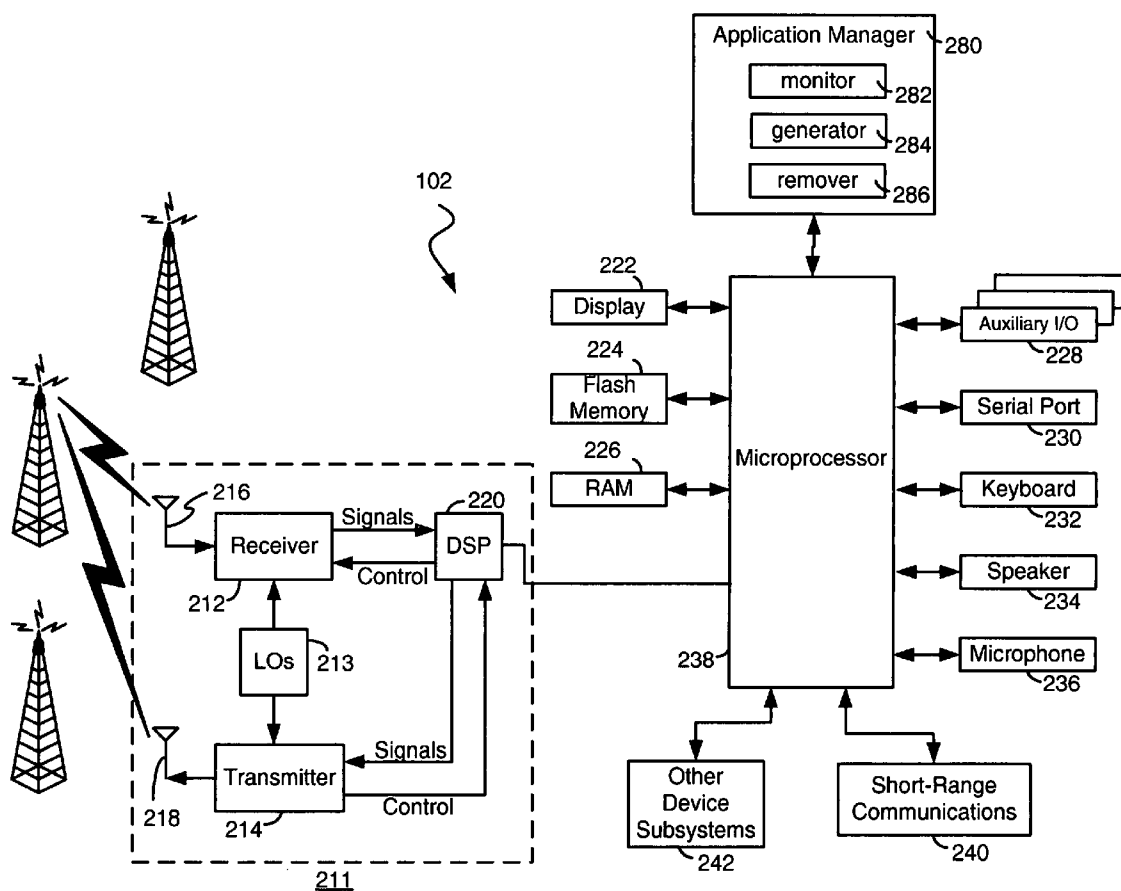 Application Manager
280
monitor
282
generator
284
remover
286
102
222
Display
224
Flash
Memory
226
RAM
Microprocessor
238
Auxiliary I/O
228
Serial Port
230
Keyboard
232
Speaker
234
Microphone
236
216
Receiver
212
Signals
Control
220
DSP
LOs
213
218
Transmitter
214
Signals
Control
211
Other
Device
Subsystems
242
Short-Range
Communications
240